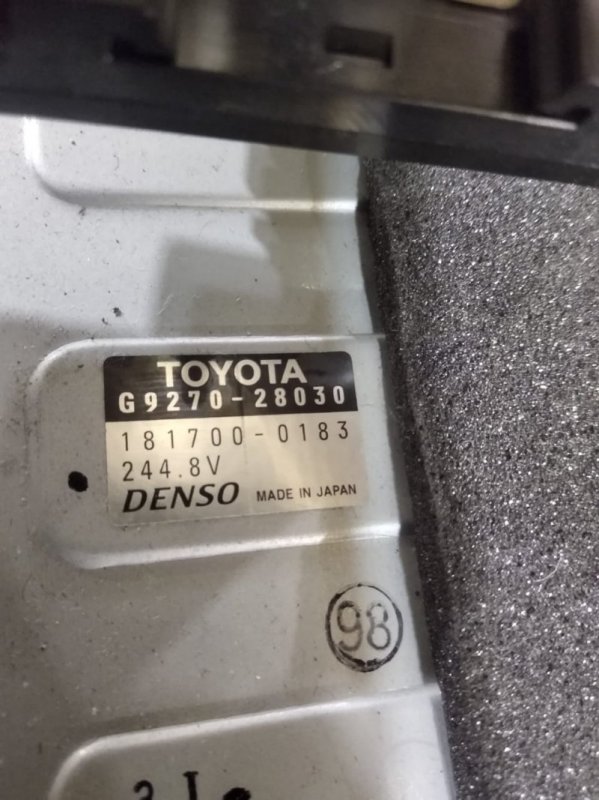 TOYOTA
G9270-28030
181700-0183
244.8V
DENSO MADE IN JAPAN
98